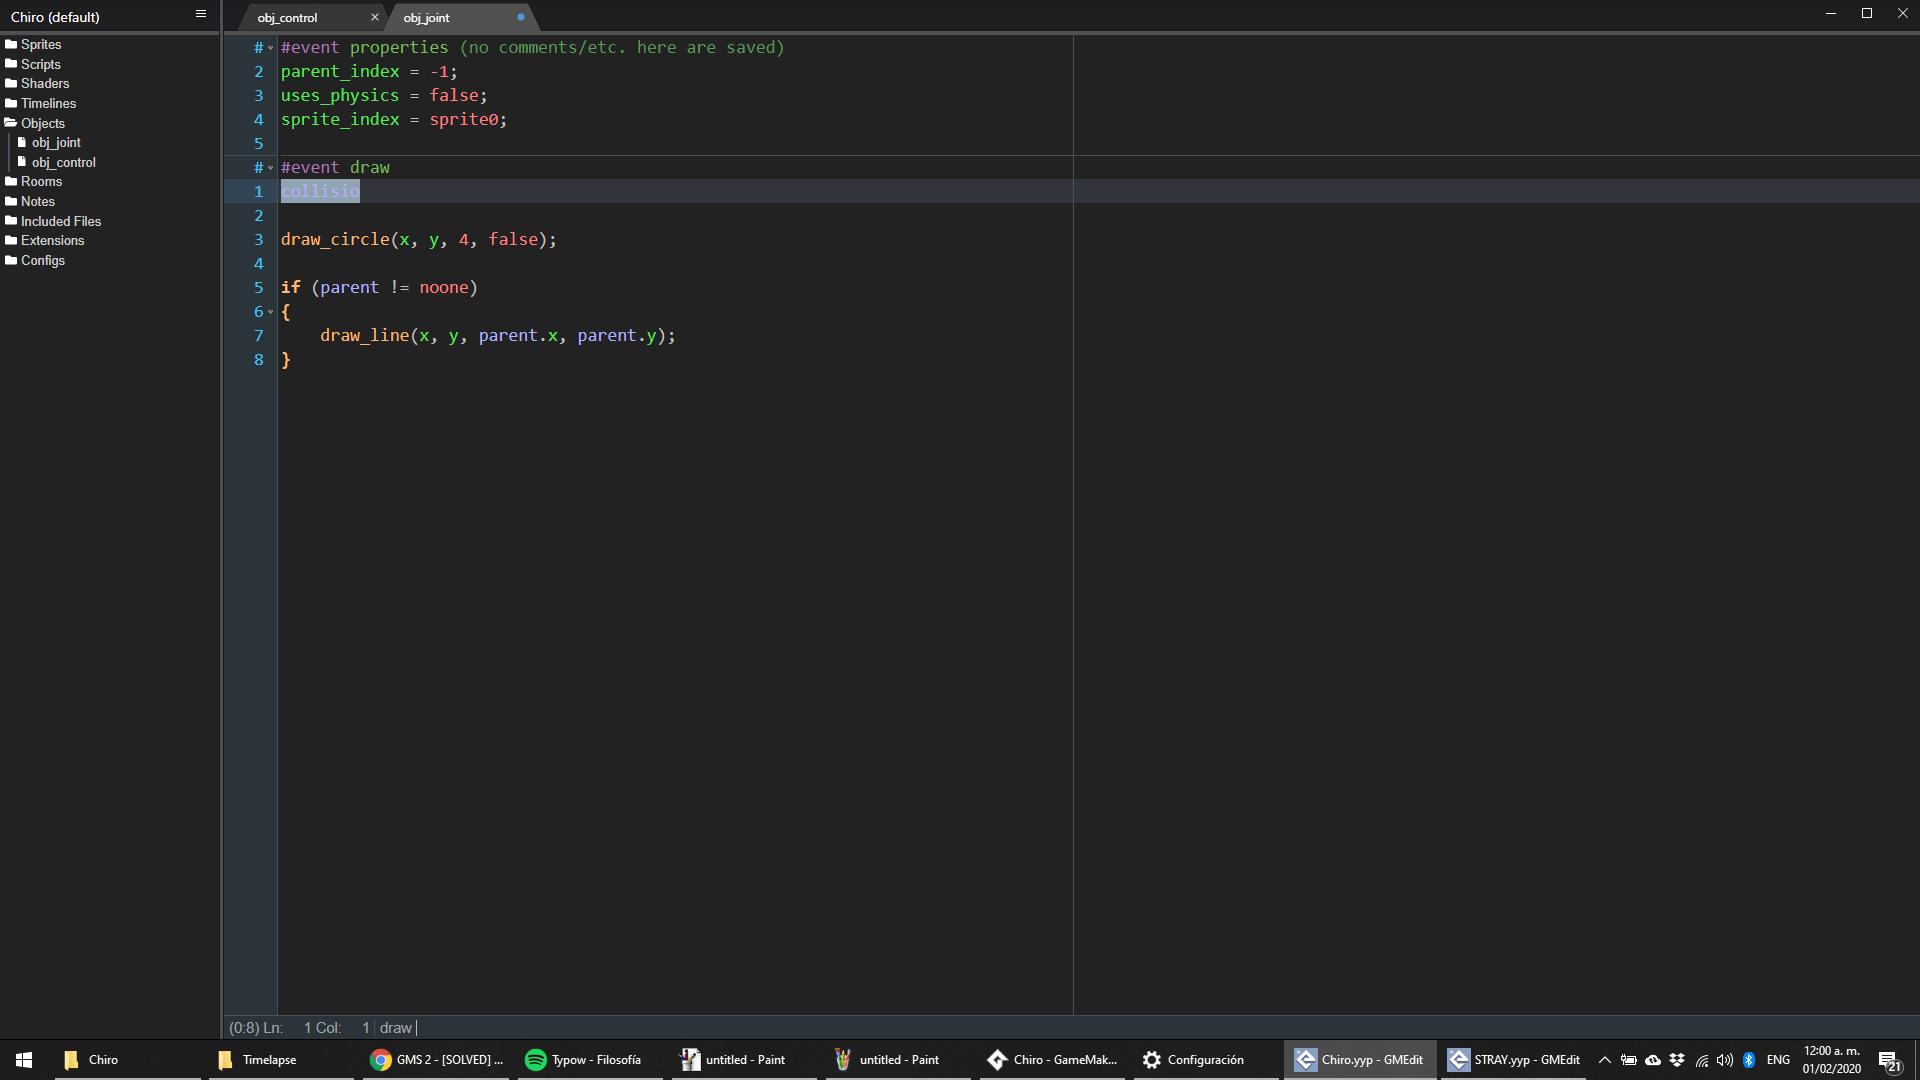 Chiro (default)
obj_control
obj_joint
Sprites
Scripts
Shaders
Timelines
Objects
obj_joint
obj_control
Rooms
Notes
Included Files
Extensions
Configs
# #event properties (no comments/etc. here are saved)
2 parent_index = -1;
3 uses_physics = false;
4 sprite_index = sprite0;
5
# #event draw
1 collisio
2
3 draw_circle(x, y, 4, false);
4
5 if (parent != noone)
6 {
7 draw_line(x, y, parent.x, parent.y);
8 }
(0:8) Ln: 1 Col: 1 draw
Chiro
Timelapse
GMS 2 - [SOLVED] ...
Typow - Filosofía
untitled - Paint
untitled - Paint
Chiro - GameMak...
Configuración
Chiro.yyp - GMEdit
STRAY.yyp - GMEdit
ENG
12:00 a. m.
01/02/2020
21